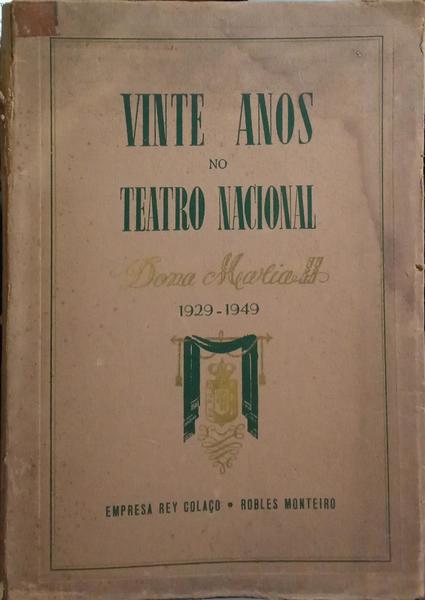 VINTE ANOS
NO
TEATRO NACIONAL
Dona Maria II
1929-1949
EMPRESA REY COLAÇO • ROBLES MONTEIRO